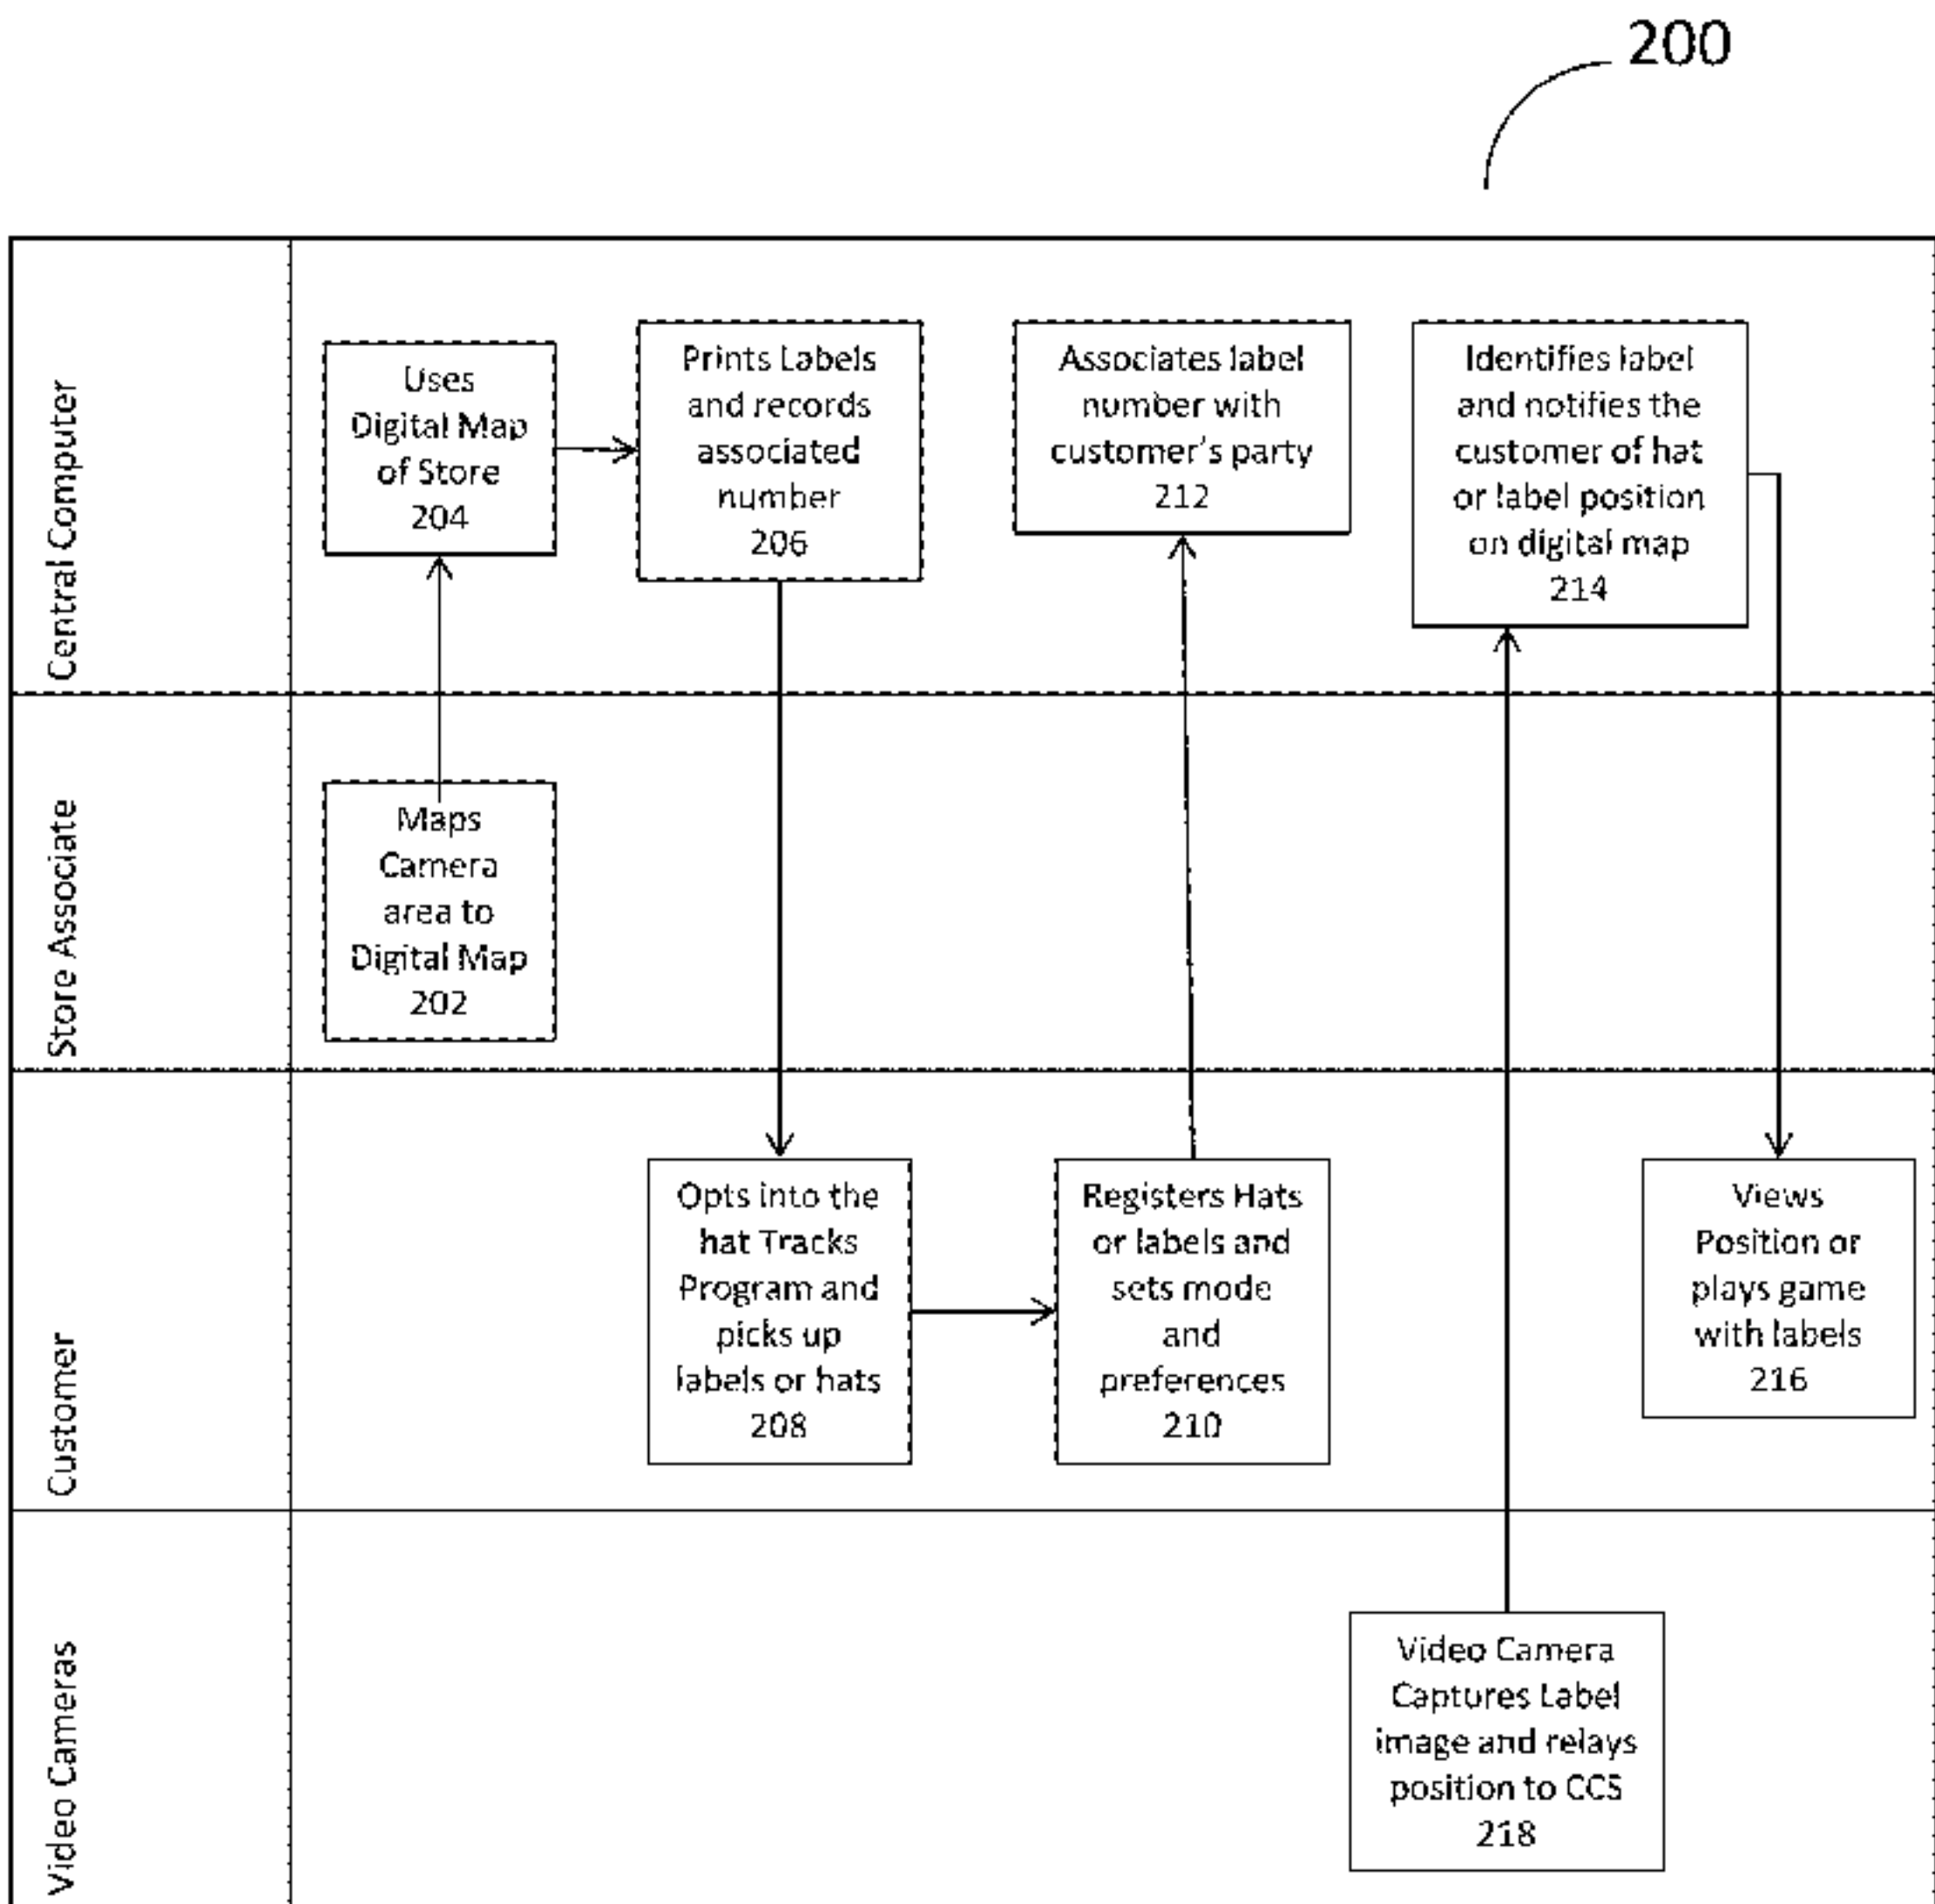 200
Central Computer
Uses
Digital Map
of Store
204
Prints Labels
and records
associated
number
206
Associates label
number with
customer's party
212
Identifies label
and notifies the
customer of hat
or label position
on digital map
214
Store Associate
Maps
Camera
area to
Digital Map
202
Customer
Opts into the
hat Tracks
Program and
picks up
labels or hats
208
Registers Hats
or labels and
sets mode
and
preferences
210
Views
Position or
plays game
with labels
216
Video Cameras
Video Camera
Captures Label
image and relays
position to CCS
218